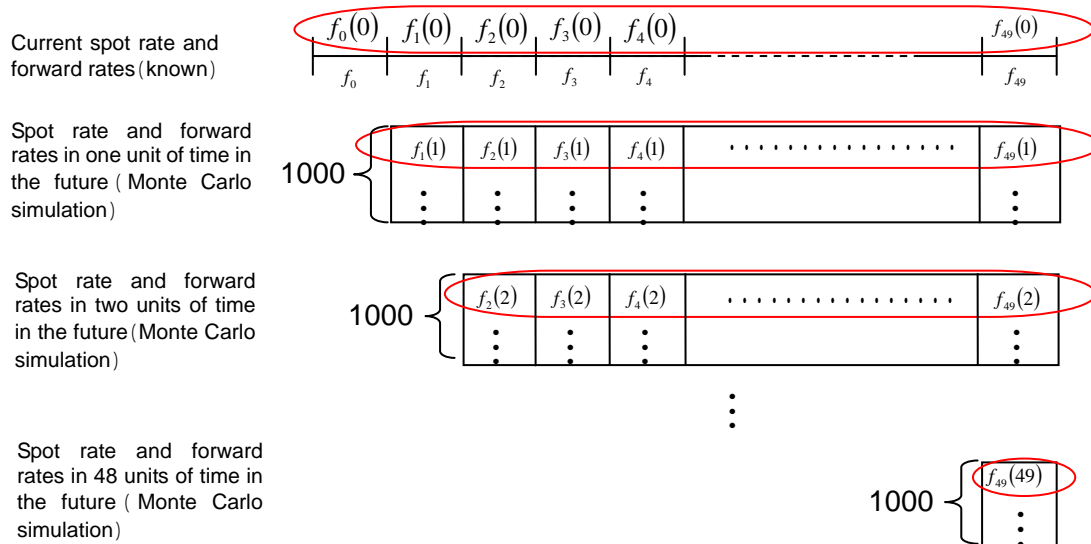 f₀(0) f₁(0) f₂(0) f₃(0) f₄(0) f₄₉(0)
Current spot rate and
forward rates(known)
f₀ f₁ f₂ f₃ f₄ f₄₉
Spot rate and forward
rates in one unit of time in
the future ( Monte Carlo
simulation)
1000
f₁(1) f₂(1) f₃(1) f₄(1) ················ f₄₉(1)
Spot rate and forward
rates in two units of time
in the future(Monte Carlo
simulation)
1000
f₂(2) f₃(2) f₄(2) ················ f₄₉(2)
Spot rate and forward
rates in 48 units of time in
the future ( Monte Carlo
simulation)
1000
f₄₉(49)